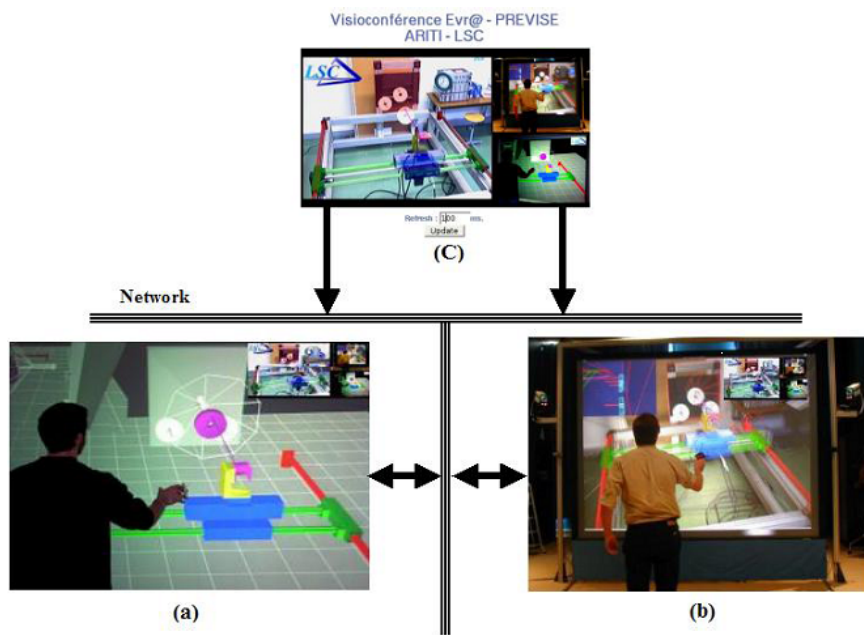 Visioconférence Evr@ - PREVISE
ARITI - LSC
LSC
Refresh : 100 ms.
Update
(C)
Network
(a)
(b)